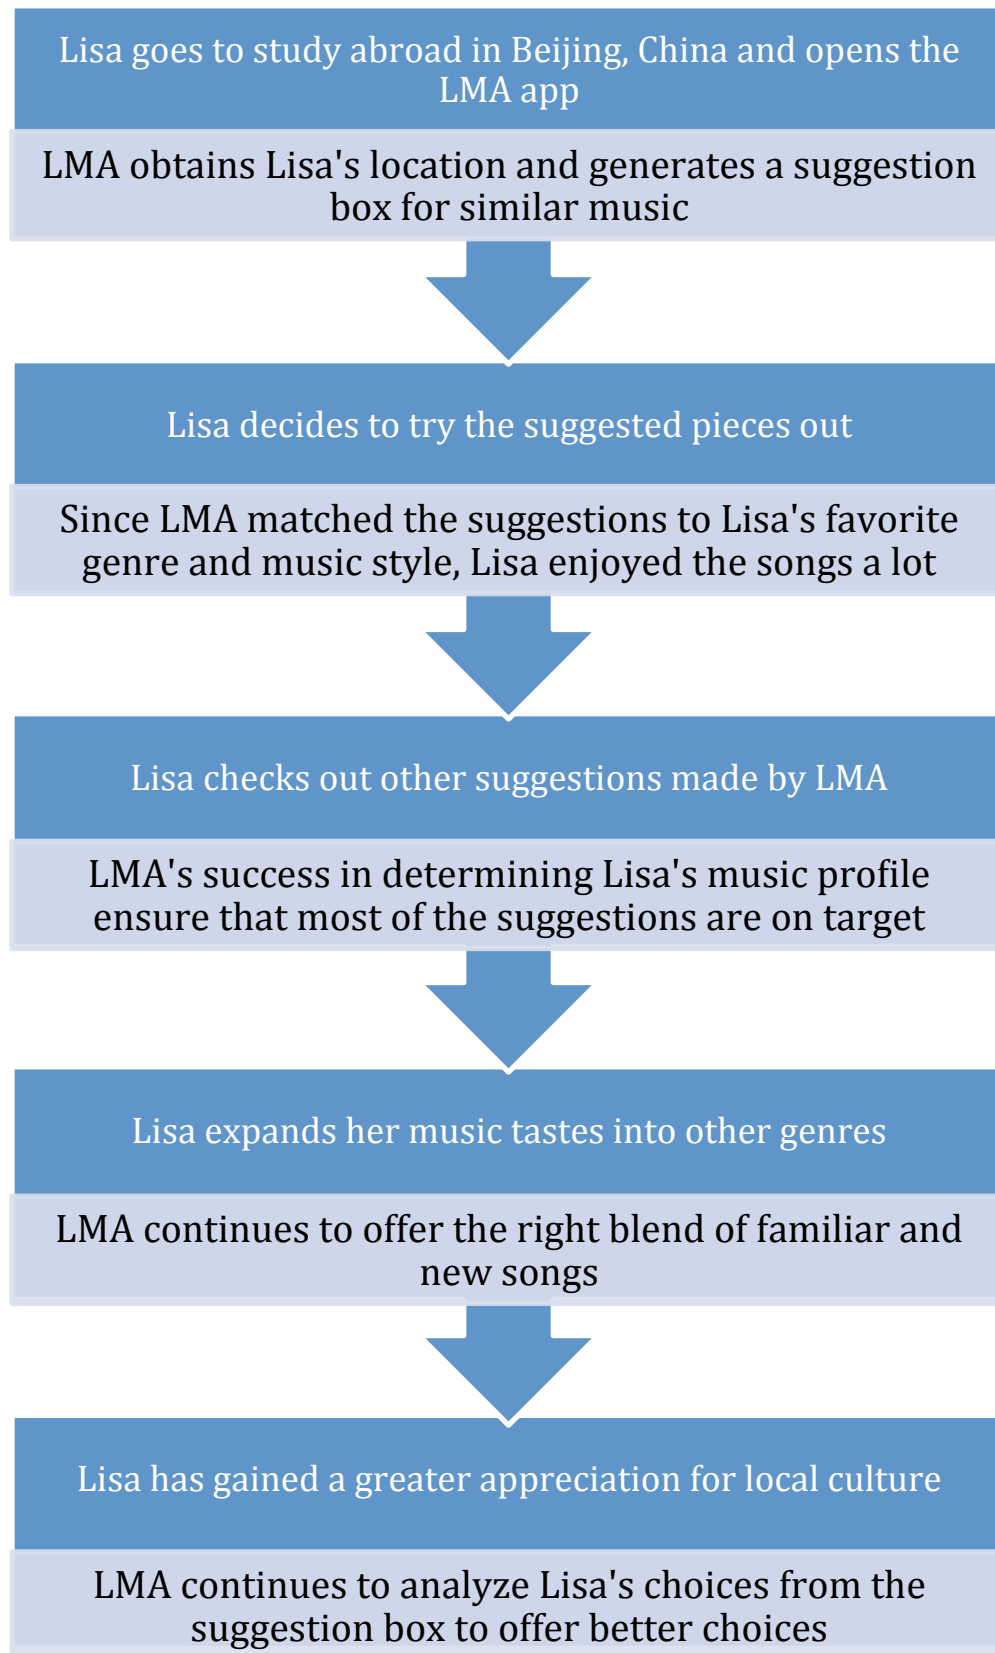 Lisa goes to study abroad in Beijing, China and opens the
LMA app
LMA obtains Lisa's location and generates a suggestion
box for similar music
Lisa decides to try the suggested pieces out
Since LMA matched the suggestions to Lisa's favorite
genre and music style, Lisa enjoyed the songs a lot
Lisa checks out other suggestions made by LMA
LMA's success in determining Lisa's music profile
ensure that most of the suggestions are on target
Lisa expands her music tastes into other genres
LMA continues to offer the right blend of familiar and
new songs
Lisa has gained a greater appreciation for local culture
LMA continues to analyze Lisa's choices from the
suggestion box to offer better choices